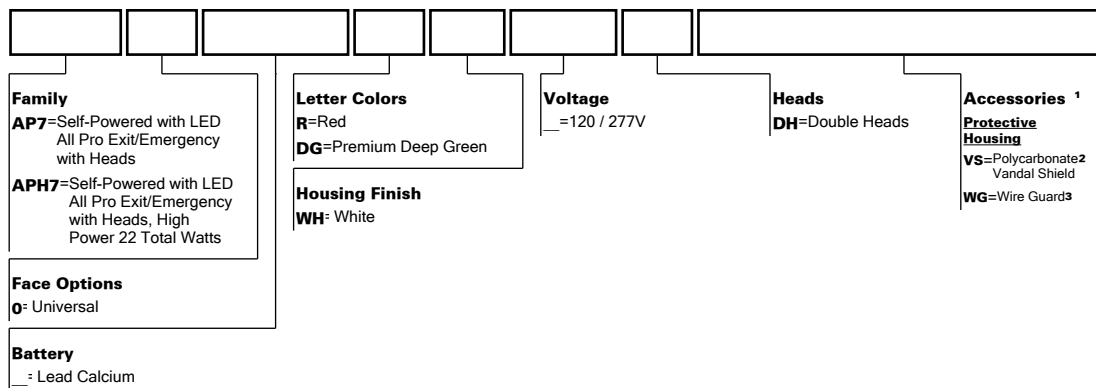 Family
AP7=Self-Powered with LED
All Pro Exit/Emergency
with Heads
APH7=Self-Powered with LED
All Pro Exit/Emergency
with Heads, High
Power 22 Total Watts
Face Options
0= Universal
Battery
__= Lead Calcium
Letter Colors
R=Red
DG=Premium Deep Green
Housing Finish
WH= White
Voltage
__=120 / 277V
Heads
DH=Double Heads
Accessories 1
Protective
Housing
VS=Polycarbonate2
Vandal Shield
WG=Wire Guard3